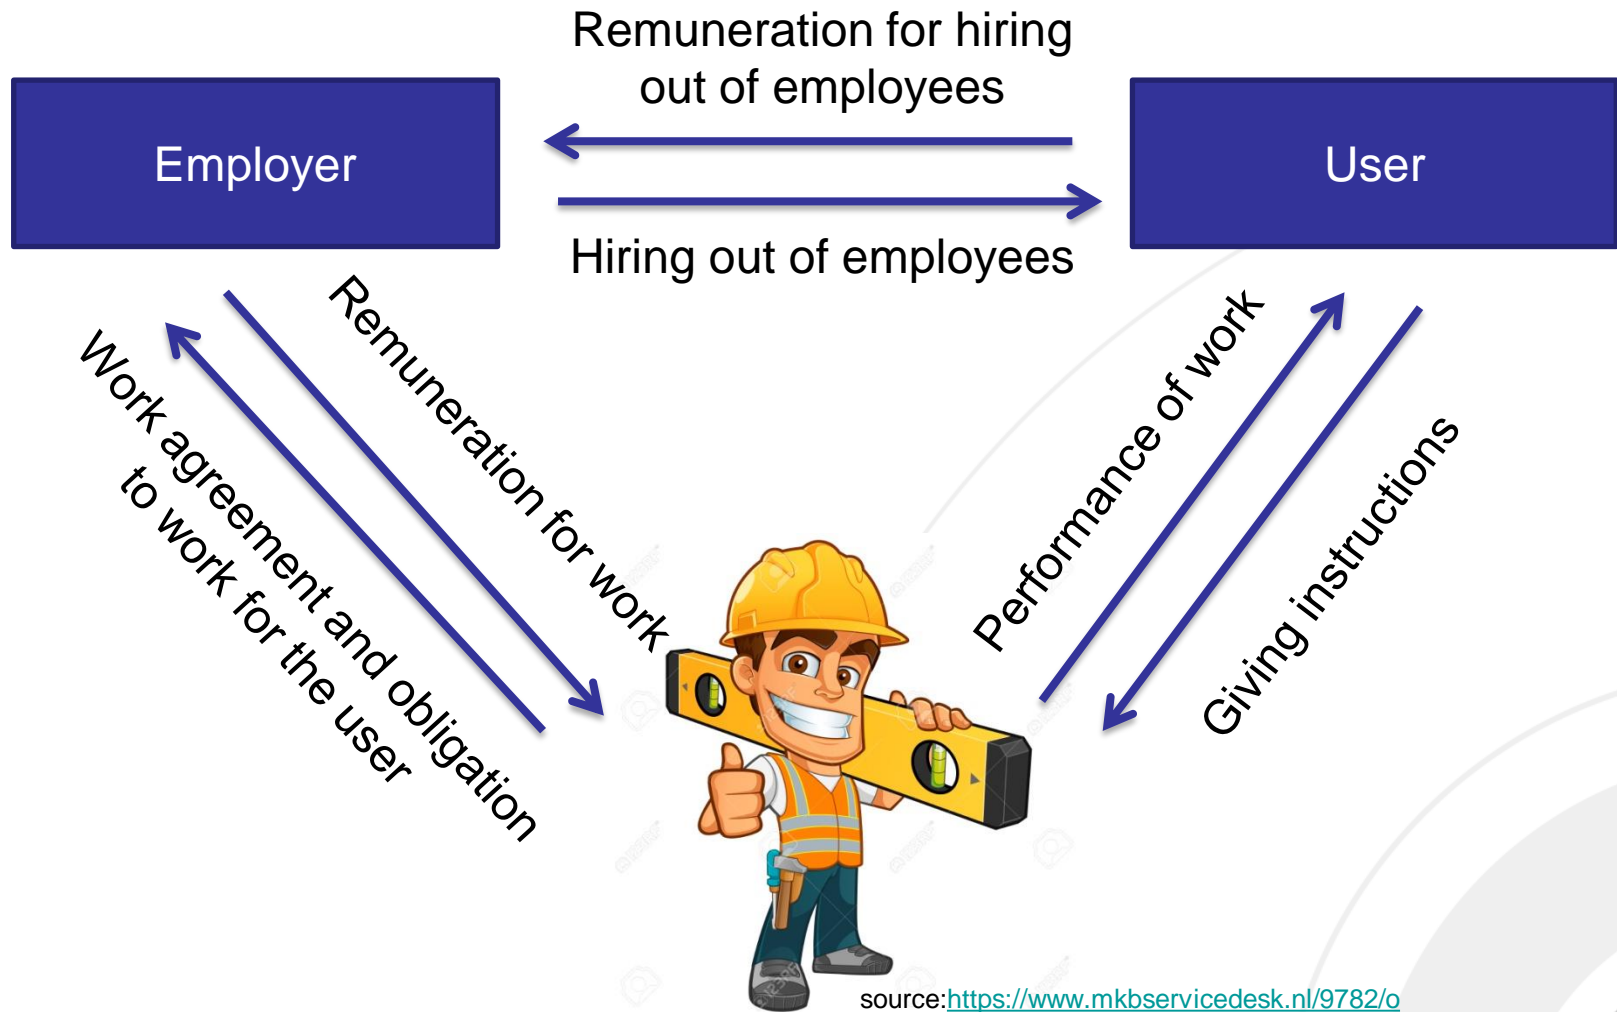 Remuneration for hiring
out of employees
Employer
User
Hiring out of employees
Remuneration for work
Work agreement and obligation
to work for the user
Performance of work
Giving instructions
source:https://www.mkbservicedesk.nl/9782/o
123RF